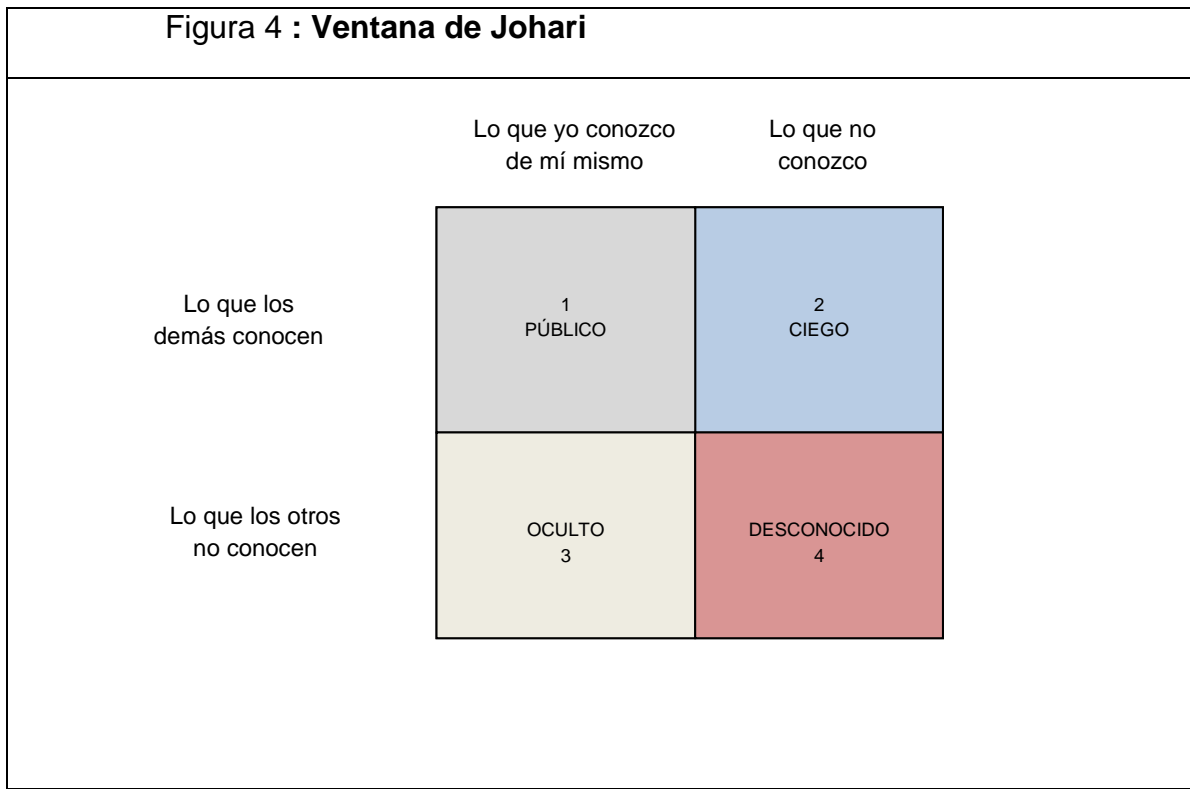 Figura 4 : Ventana de Johari
Lo que yo conozco
de mí mismo
Lo que no
conozco
Lo que los
demás conocen
1
PÚBLICO
2
CIEGO
Lo que los otros
no conocen
OCULTO
3
DESCONOCIDO
4